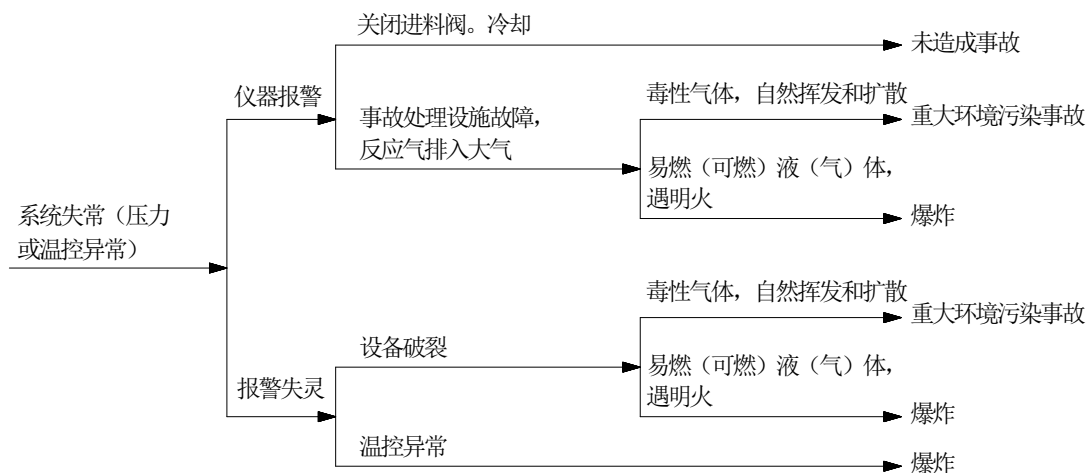 关闭进料阀。冷却
未造成事故
仪器报警
事故处理设施故障，
反应气排入大气
毒性气体，自然挥发和扩散
重大环境污染事故
易燃（可燃）液（气）体，
遇明火
爆炸
系统失常（压力
或温控异常）
毒性气体，自然挥发和扩散
重大环境污染事故
设备破裂
易燃（可燃）液（气）体，
遇明火
报警失灵
爆炸
温控异常
爆炸